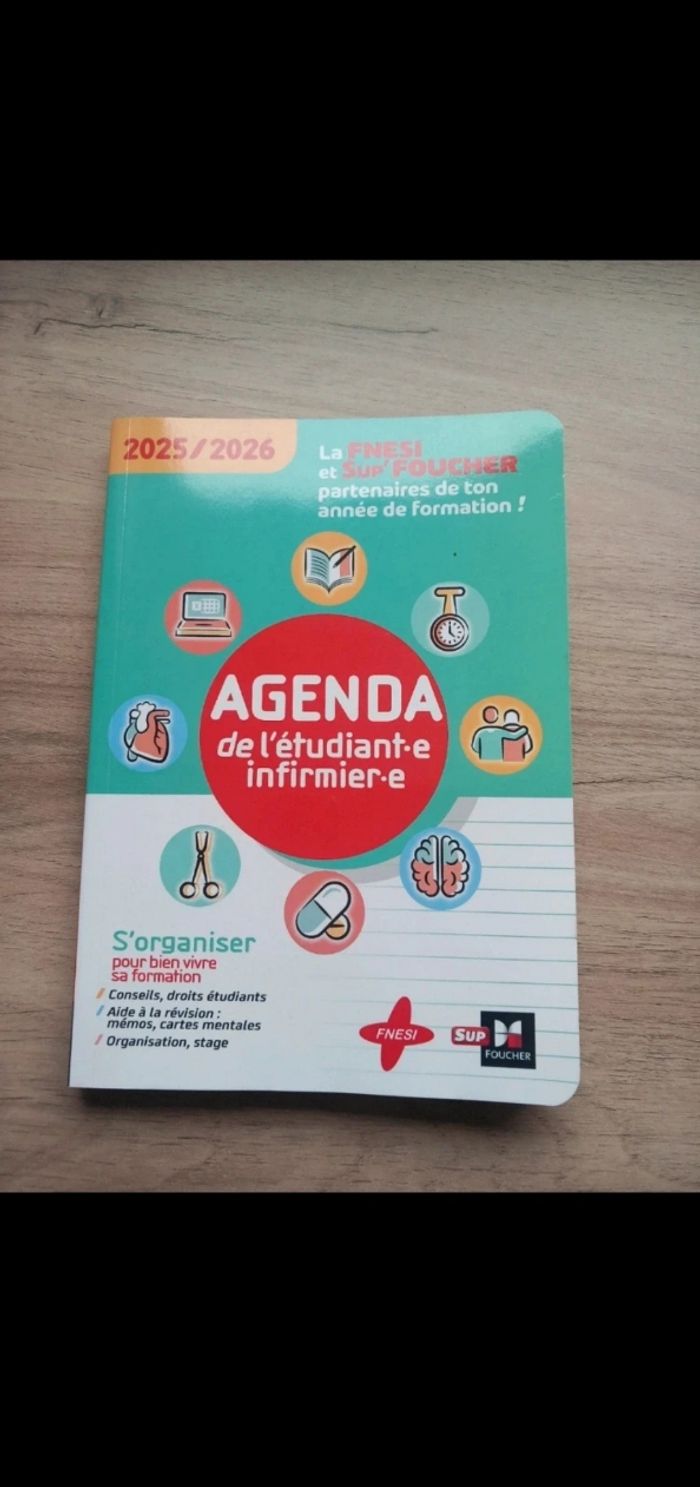 2025/2026
La FNESI
et Sup' FOUCHER
partenaires de ton
année de formation !
AGENDA
de l'étudiant·e
infirmier·e
S'organiser
pour bien vivre
sa formation
/ Conseils, droits étudiants
/ Aide à la révision :
mémos, cartes mentales
/ Organisation, stage
FNESI
SUP
FOUCHER